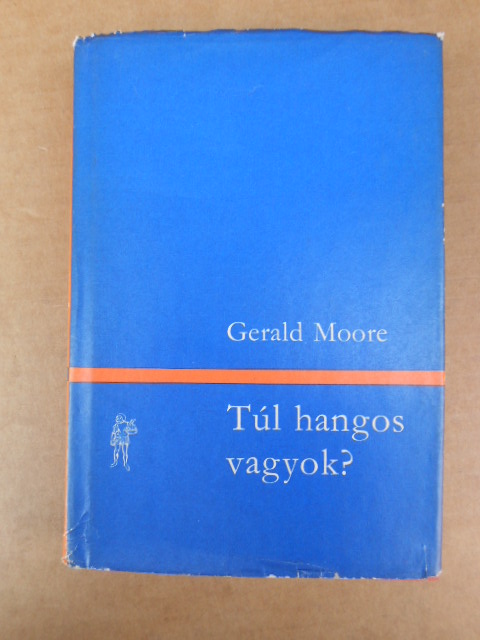 Gerald Moore
Túl hangos
vagyok?